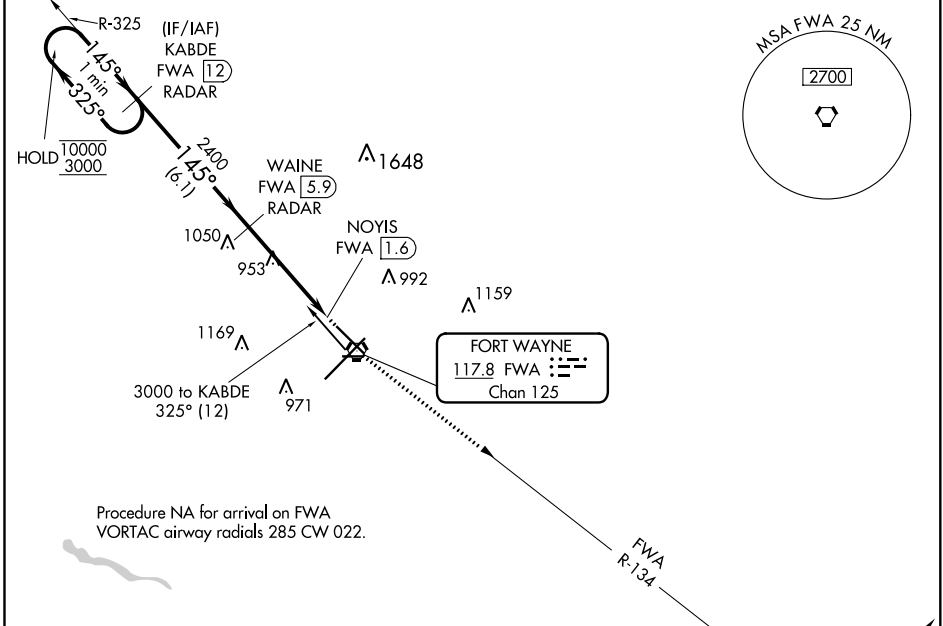 R-325
(IF/IAF)
KABDE
FWA 12
RADAR
145°
1 min
325°
HOLD 10000
3000
2400
145°
(6.1)
WAINE
FWA 5.9
RADAR
1648
NOYIS
FWA 1.6
1050
953
992
1159
1169
3000 to KABDE
325° (12)
971
FORT WAYNE
117.8 FWA
Chan 125
MSA FWA 25 NM
2700
Procedure NA for arrival on FWA
VORTAC airway radials 285 CW 022.
FWA
R-134